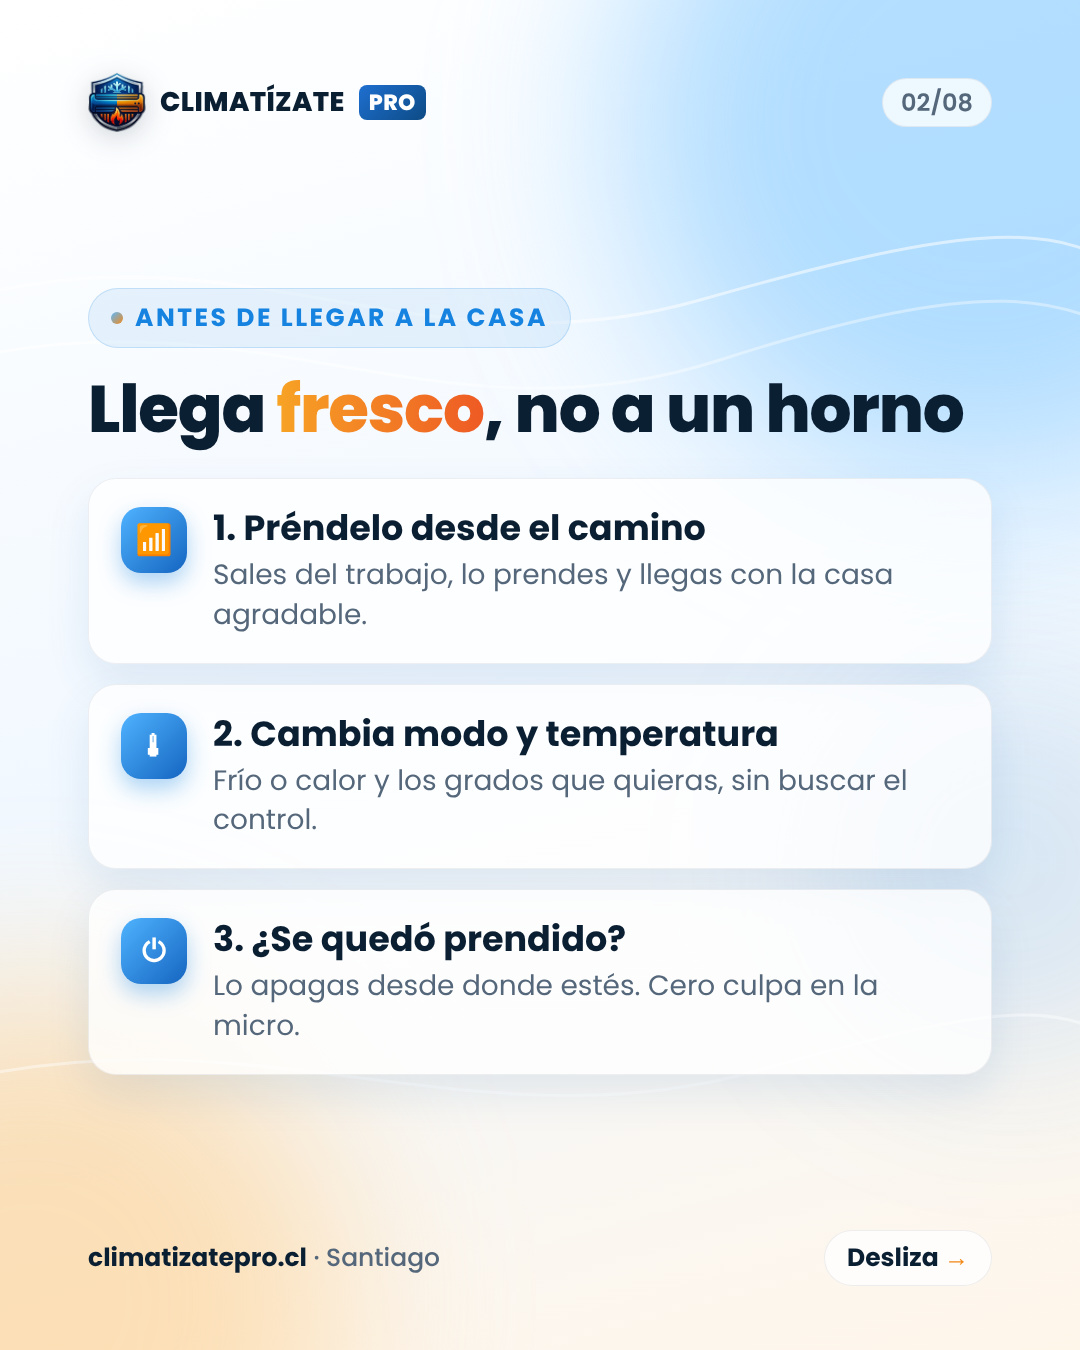 CLIMATÍZATE PRO
02/08
ANTES DE LLEGAR A LA CASA
Llega fresco, no a un horno
1. Préndelo desde el camino
Sales del trabajo, lo prendes y llegas con la casa
agradable.
2. Cambia modo y temperatura
Frío o calor y los grados que quieras, sin buscar el
control.
3. ¿Se quedó prendido?
Lo apagas desde donde estés. Cero culpa en la
micro.
climatizatepro.cl · Santiago
Desliza →